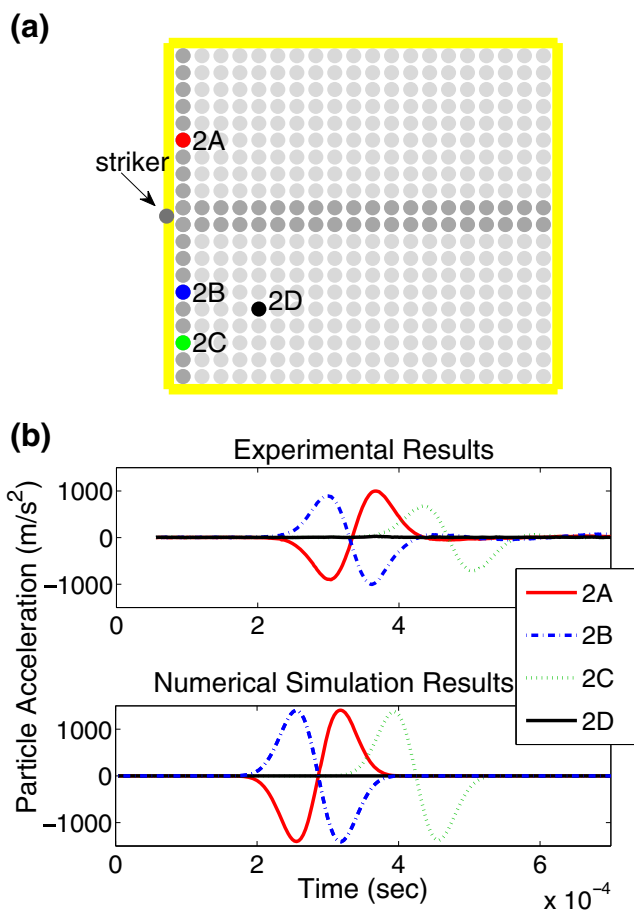 (a)
2A
striker
2B
2D
2C
(b)
Experimental Results
Particle Acceleration (m/s²)
1000
0
−1000
0
2
4
2A
2B
2C
2D
Numerical Simulation Results
1000
0
−1000
0
2
4
6
Time (sec)
x 10⁻⁴